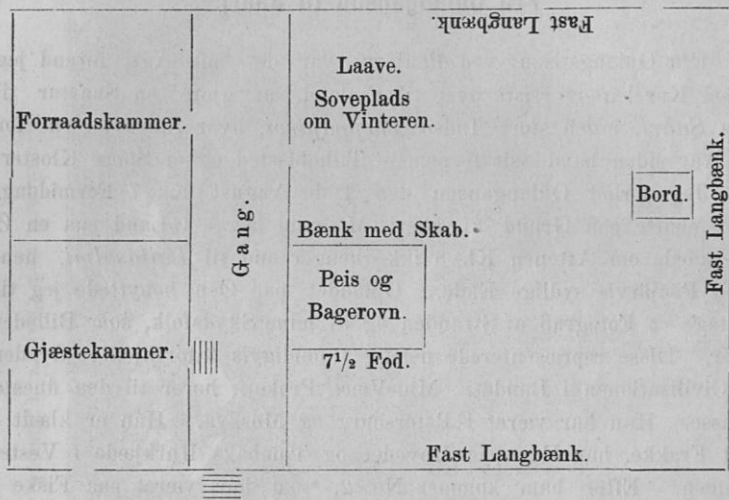 Fast Langbænk.
Laave.
Soveplads
om Vinteren.
Forraadskammer.
Gang.
Bord.
Fast Langbænk.
Bænk med Skab.
Peis og
Bagerovn.
Gjæstekammer.
7½ Fod.
Fast Langbænk.